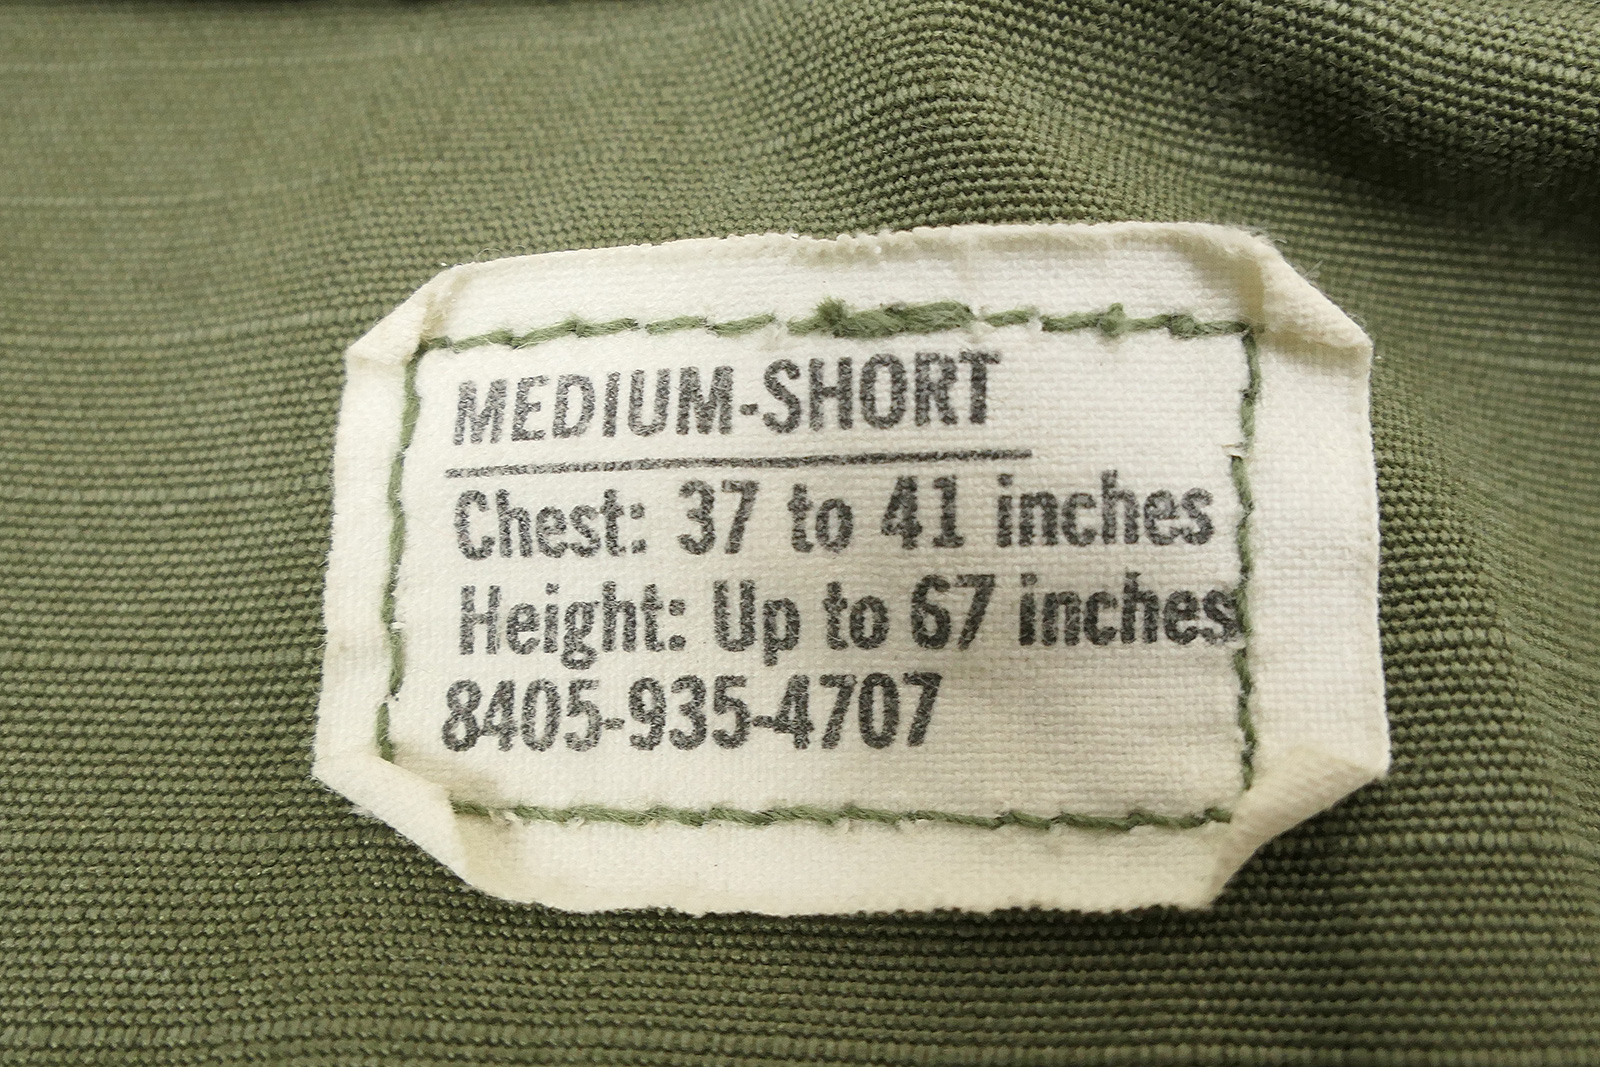 MEDIUM-SHORT
Chest: 37 to 41 inches
Height: Up to 67 inches
8405-935-4707